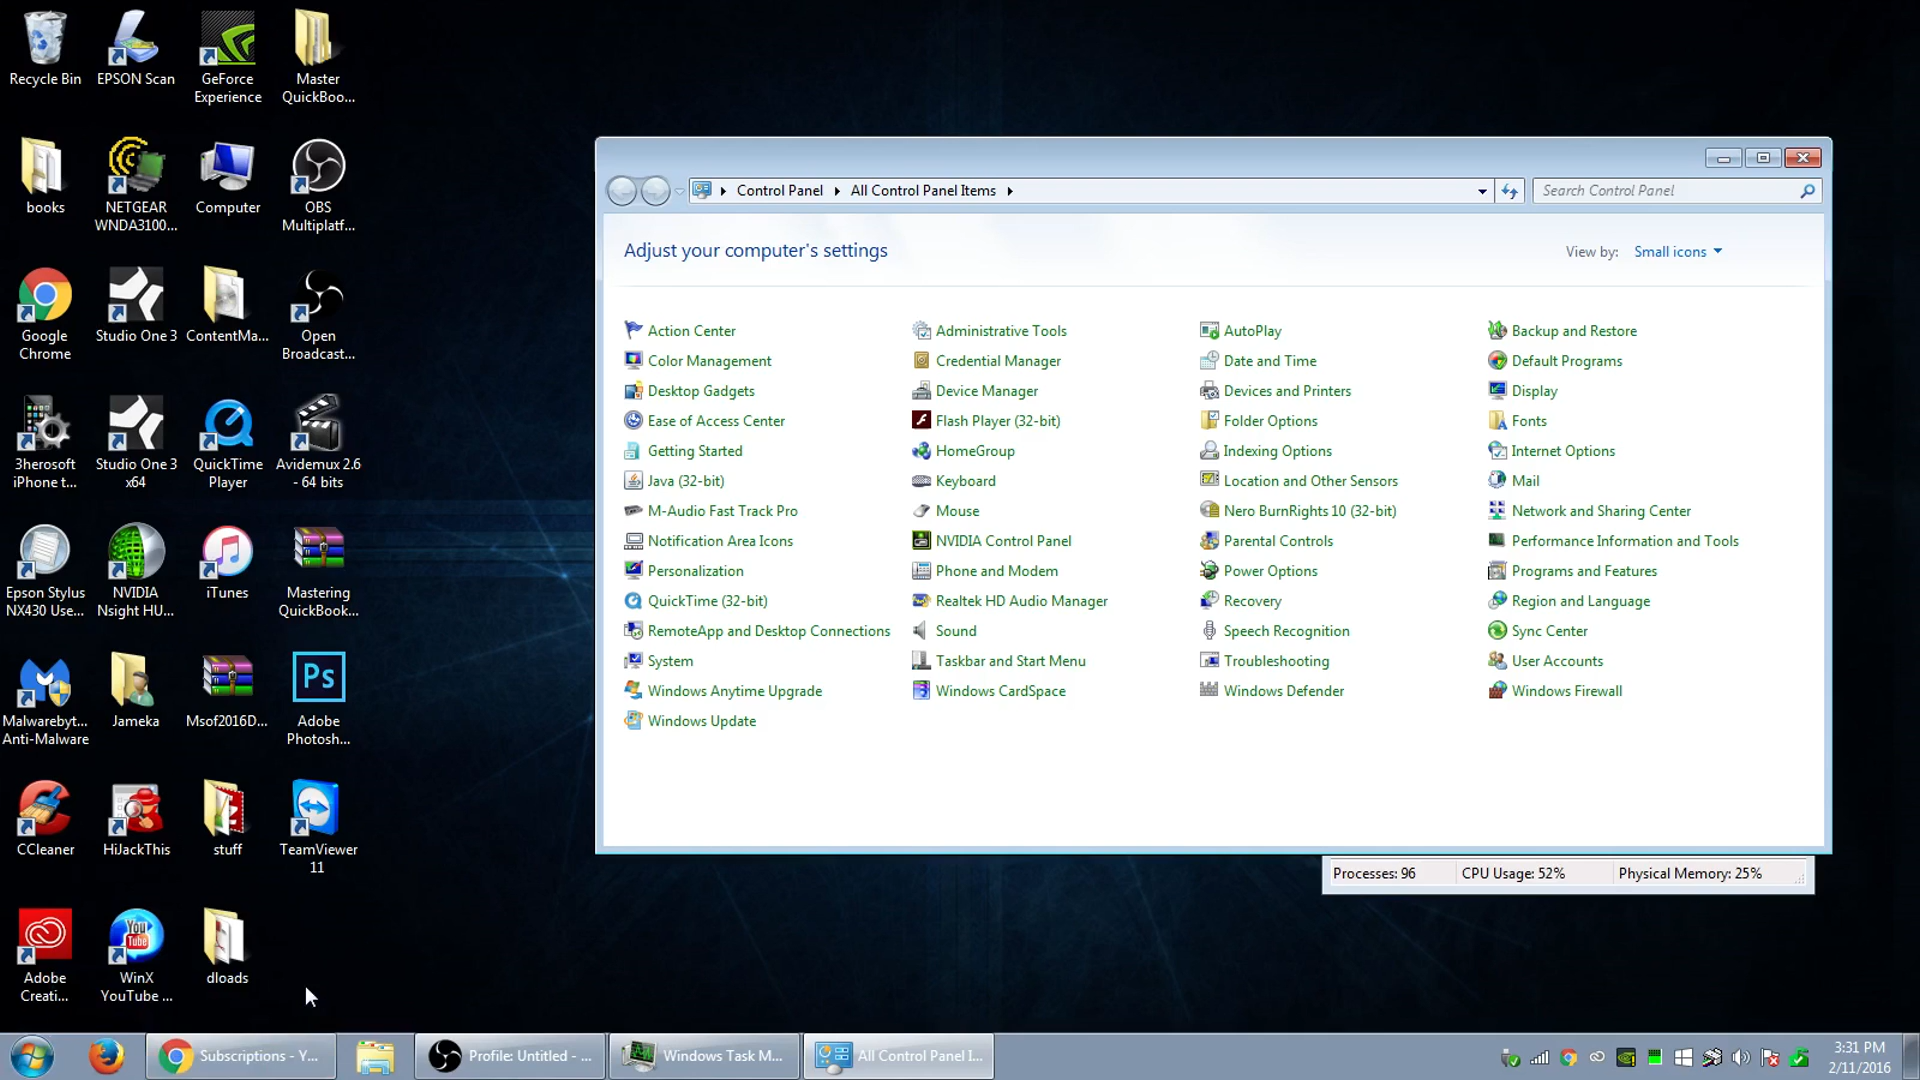 Recycle Bin
EPSON Scan
GeForce
Experience
Master
QuickBoo...
books
NETGEAR
WNDA3100...
Computer
OBS
Multiplatf...
Google
Chrome
Studio One 3
ContentMa...
Open
Broadcast...
3herosoft
iPhone t...
Studio One 3
x64
QuickTime
Player
Avidemux 2.6
- 64 bits
Epson Stylus
NX430 Use...
NVIDIA
Nsight HU...
iTunes
Mastering
QuickBook...
Malwarebyt...
Anti-Malware
Jameka
Msof2016D...
Ps
Adobe
Photosh...
CCleaner
HiJackThis
stuff
TeamViewer
11
Adobe
Creati...
You
Tube
WinX
YouTube ...
dloads
Control Panel
All Control Panel Items
Search Control Panel
Adjust your computer's settings
View by: Small icons
Action Center
Administrative Tools
AutoPlay
Backup and Restore
Color Management
Credential Manager
Date and Time
Default Programs
Desktop Gadgets
Device Manager
Devices and Printers
Display
Ease of Access Center
Flash Player (32-bit)
Folder Options
Fonts
Getting Started
HomeGroup
Indexing Options
Internet Options
Java (32-bit)
Keyboard
Location and Other Sensors
Mail
M-Audio Fast Track Pro
Mouse
Nero BurnRights 10 (32-bit)
Network and Sharing Center
Notification Area Icons
NVIDIA Control Panel
Parental Controls
Performance Information and Tools
Personalization
Phone and Modem
Power Options
Programs and Features
QuickTime (32-bit)
Realtek HD Audio Manager
Recovery
Region and Language
RemoteApp and Desktop Connections
Sound
Speech Recognition
Sync Center
System
Taskbar and Start Menu
Troubleshooting
User Accounts
Windows Anytime Upgrade
Windows CardSpace
Windows Defender
Windows Firewall
Windows Update
Processes: 96
CPU Usage: 52%
Physical Memory: 25%
Subscriptions - Y...
Profile: Untitled - ...
Windows Task M...
All Control Panel I...
3:31 PM
2/11/2016